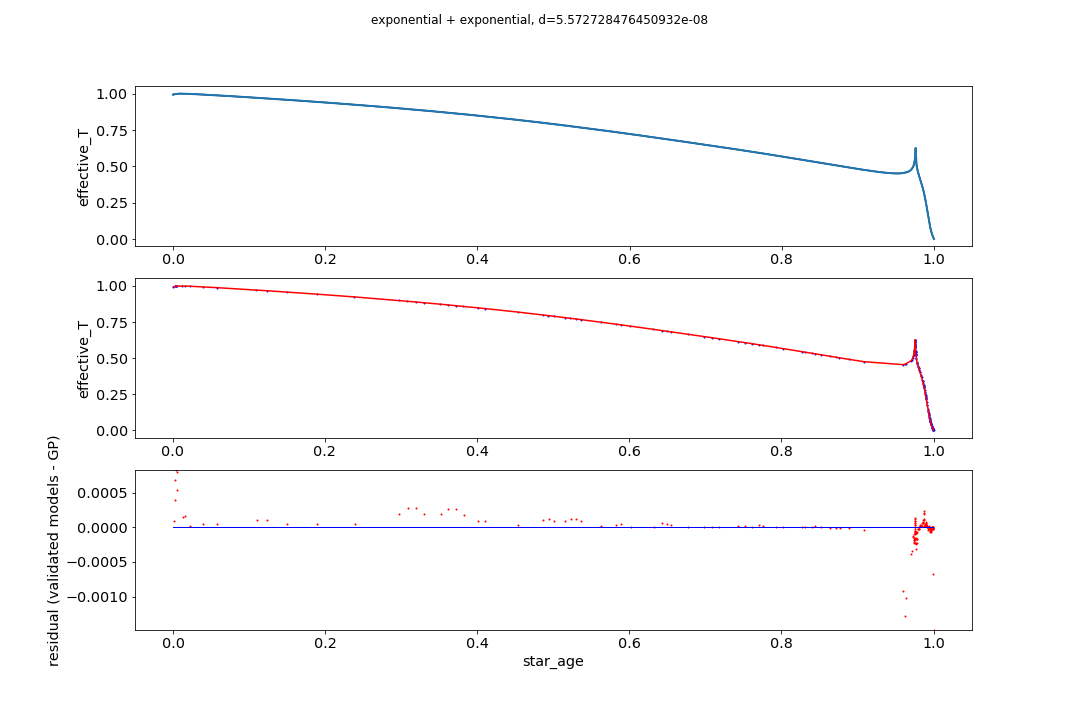 exponential + exponential, d=5.572728476450932e-08
effective_T
1.00
0.75
0.50
0.25
0.00
0.0 0.2 0.4 0.6 0.8 1.0
effective_T
1.00
0.75
0.50
0.25
0.00
0.0 0.2 0.4 0.6 0.8 1.0
residual (validated models - GP)
0.0005
0.0000
−0.0005
−0.0010
0.0 0.2 0.4 0.6 0.8 1.0
star_age